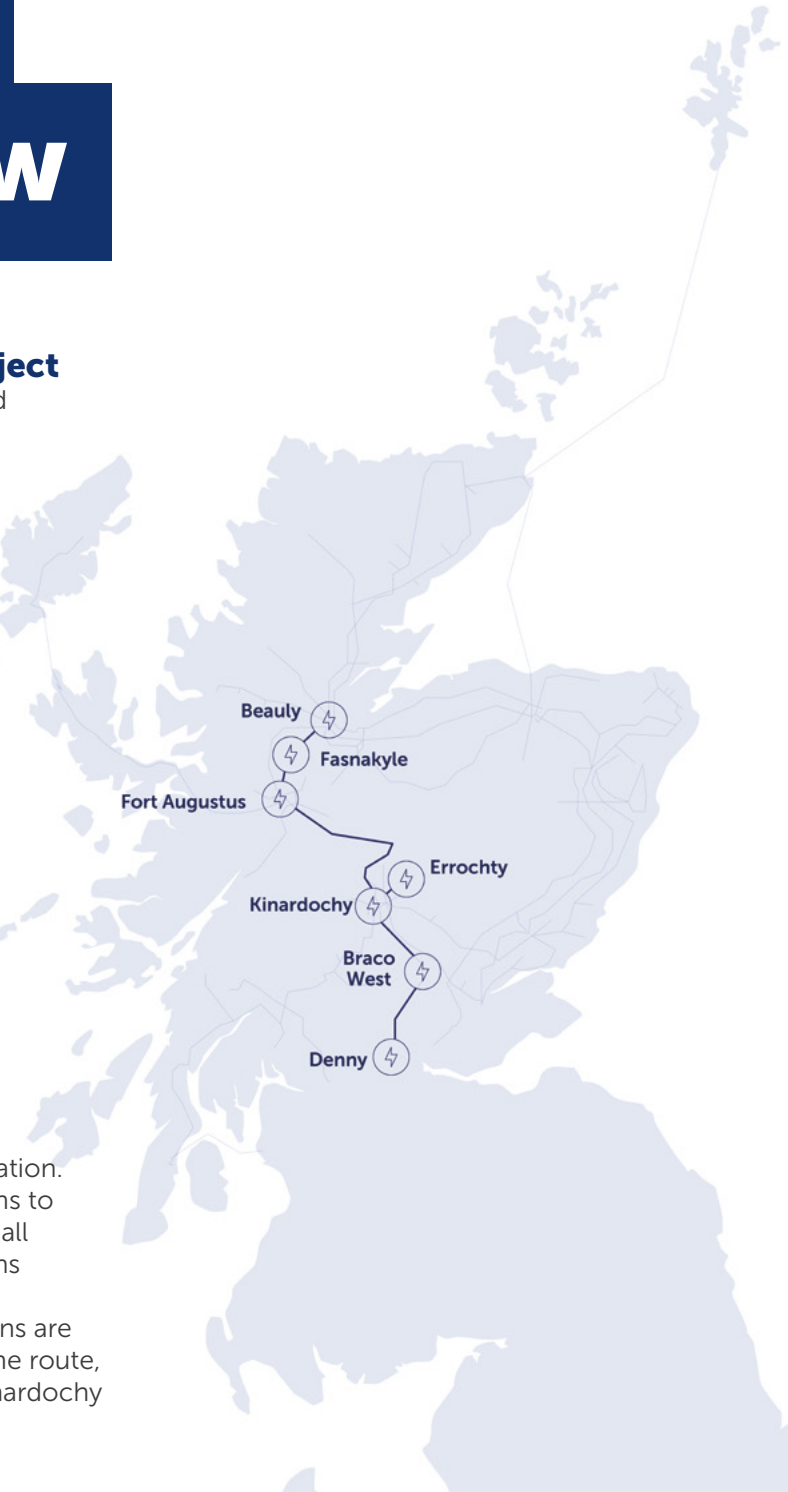 w
ject
d
Beauly
Fasnakyle
Fort Augustus
Errochty
Kinardochy
Braco
West
Denny
ation.
ns to
all
ns
ns are
ne route,
nardochy